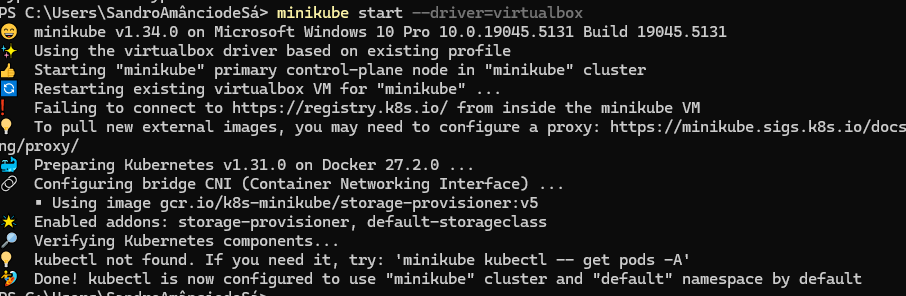 PS C:\Users\SandroAmânciodeSá> minikube start --driver=virtualbox
😄  minikube v1.34.0 on Microsoft Windows 10 Pro 10.0.19045.5131 Build 19045.5131
✨  Using the virtualbox driver based on existing profile
👍  Starting "minikube" primary control-plane node in "minikube" cluster
🔄  Restarting existing virtualbox VM for "minikube" ...
❗  Failing to connect to https://registry.k8s.io/ from inside the minikube VM
💡  To pull new external images, you may need to configure a proxy: https://minikube.sigs.k8s.io/docs
ng/proxy/
🐳  Preparing Kubernetes v1.31.0 on Docker 27.2.0 ...
🔗  Configuring bridge CNI (Container Networking Interface) ...
▪ Using image gcr.io/k8s-minikube/storage-provisioner:v5
🌟  Enabled addons: storage-provisioner, default-storageclass
🔎  Verifying Kubernetes components...
💡  kubectl not found. If you need it, try: 'minikube kubectl -- get pods -A'
🏄  Done! kubectl is now configured to use "minikube" cluster and "default" namespace by default
PS C:\Users\SandroAmânciodeSá>